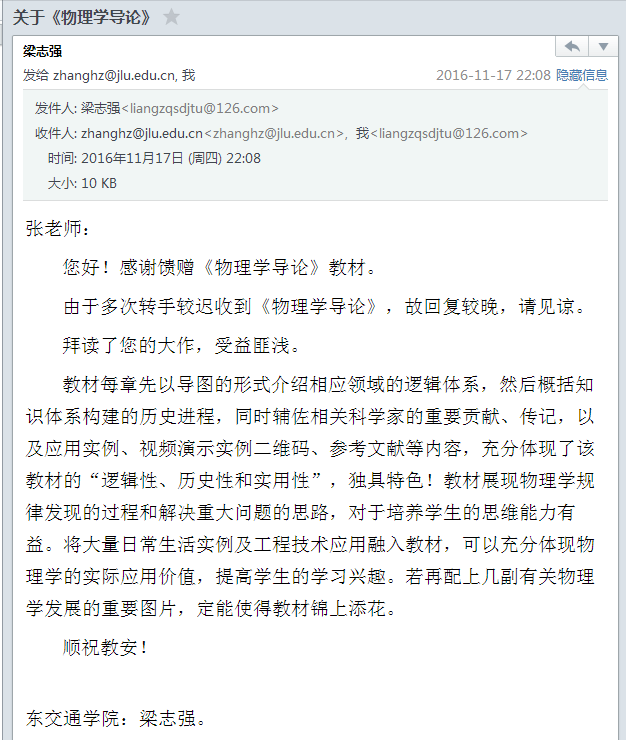 关于《物理学导论》
梁志强
发给 zhanghz@jlu.edu.cn, 我 2016-11-17 22:08 隐藏信息
发件人: 梁志强<liangzqsdjtu@126.com>
收件人: zhanghz@jlu.edu.cn<zhanghz@jlu.edu.cn>, 我<liangzqsdjtu@126.com>
时间: 2016年11月17日 (周四) 22:08
大小: 10 KB
张老师：
您好！感谢馈赠《物理学导论》教材。
由于多次转手较迟收到《物理学导论》，故回复较晚，请见谅。
拜读了您的大作，受益匪浅。
教材每章先以导图的形式介绍相应领域的逻辑体系，然后概括知
识体系构建的历史进程，同时辅佐相关科学家的重要贡献、传记，以
及应用实例、视频演示实例二维码、参考文献等内容，充分体现了该
教材的“逻辑性、历史性和实用性”，独具特色！教材展现物理学规
律发现的过程和解决重大问题的思路，对于培养学生的思维能力有
益。将大量日常生活实例及工程技术应用融入教材，可以充分体现物
理学的实际应用价值，提高学生的学习兴趣。若再配上几副有关物理
学发展的重要图片，定能使得教材锦上添花。
顺祝教安！
东交通学院：梁志强。